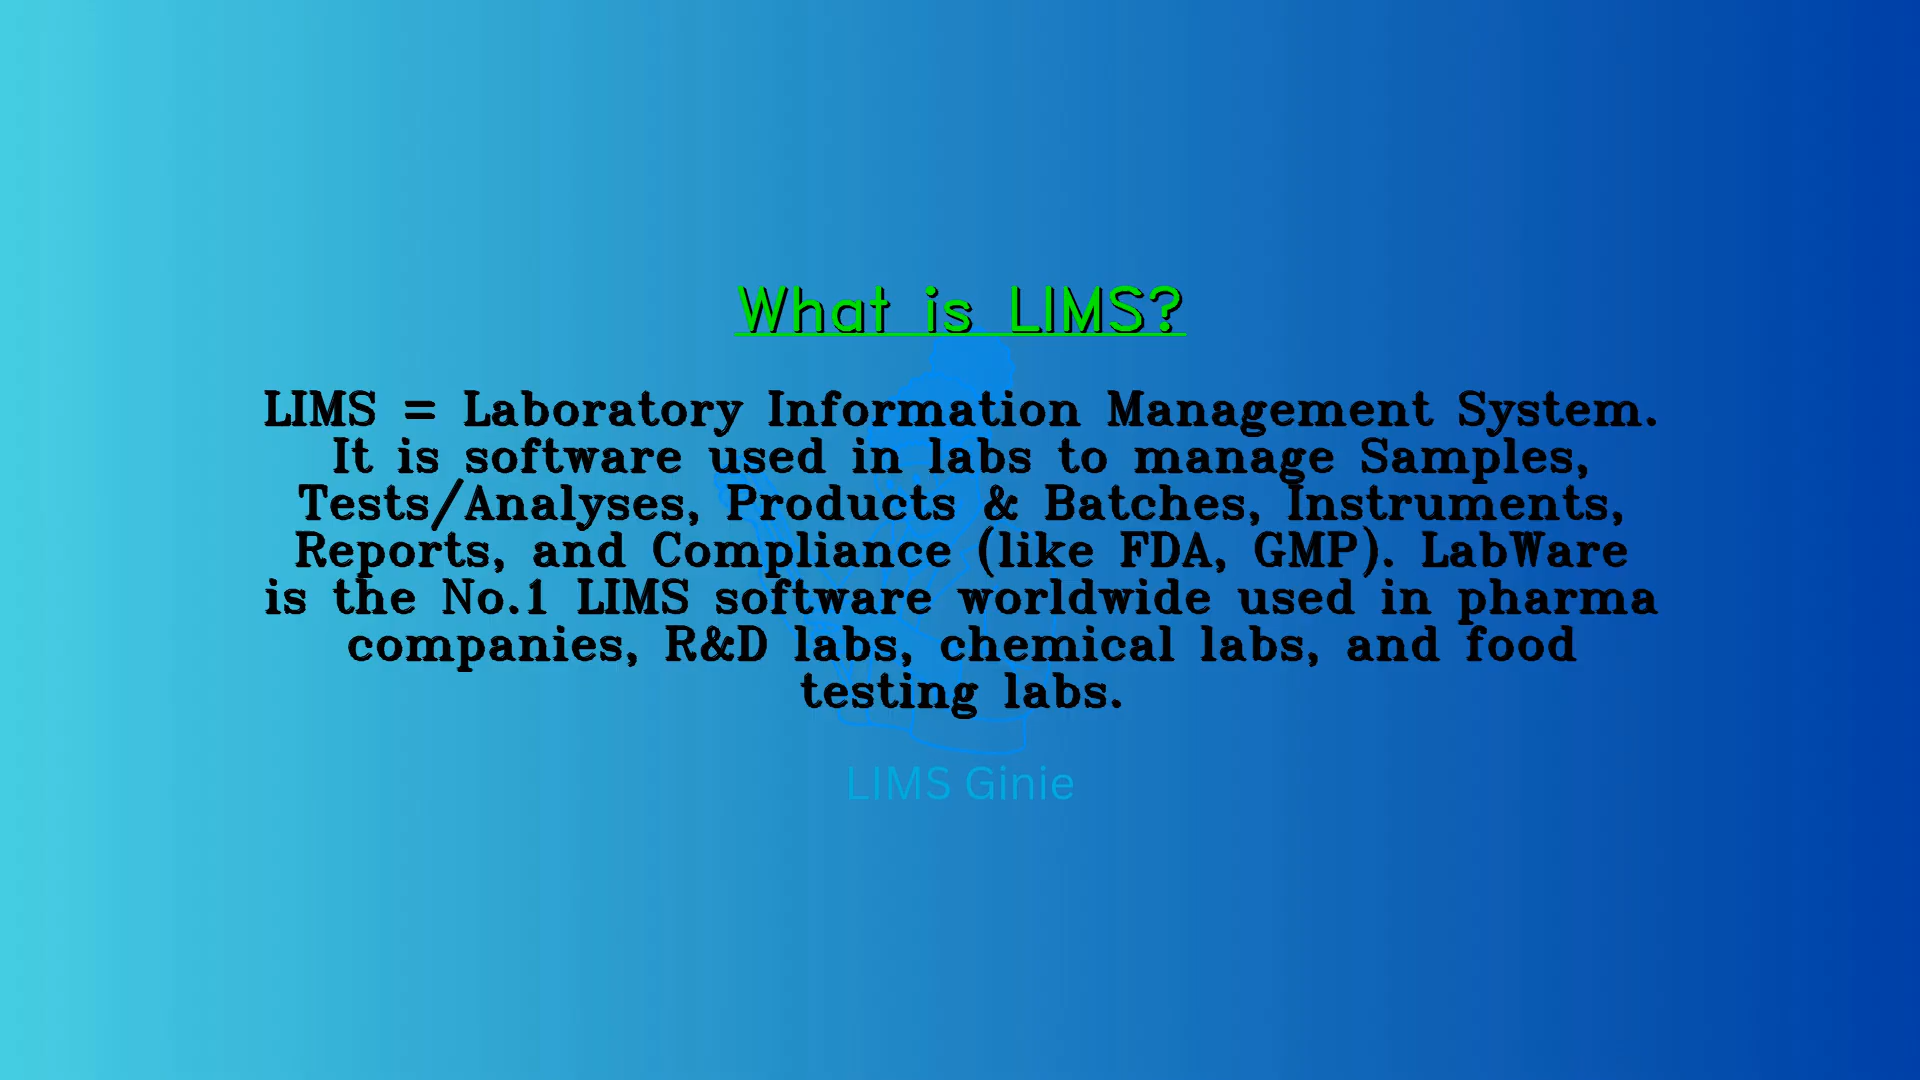 What is LIMS?
LIMS = Laboratory Information Management System.
It is software used in labs to manage Samples,
Tests/Analyses, Products & Batches, Instruments,
Reports, and Compliance (like FDA, GMP). LabWare
is the No.1 LIMS software worldwide used in pharma
companies, R&D labs, chemical labs, and food
testing labs.
LIMS Ginie